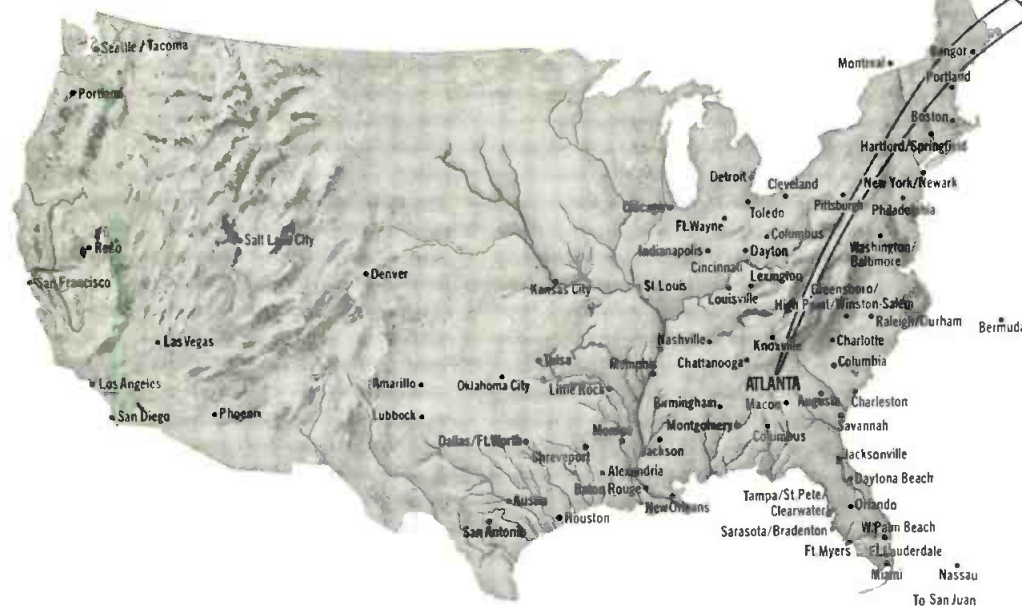 Seattle/Tacoma
Portland
Reno
San Francisco
Salt Lake City
Las Vegas
Los Angeles
San Diego
Phoenix
Denver
Amarillo
Lubbock
Kansas City
Oklahoma City
Tulsa
Little Rock
Dallas/Ft.Worth
Shreveport
Monroe
Alexandria
Baton Rouge
Austin
San Antonio
Houston
New Orleans
Jackson
Chicago
Ft.Wayne
Indianapolis
Cincinnati
St Louis
Louisville
Lexington
Nashville
Memphis
Chattanooga
Knoxville
Birmingham
Montgomery
Detroit
Cleveland
Toledo
Columbus
Dayton
Montreal
Bangor
Portland
Boston
Hartford/Springfield
New York/Newark
Pittsburgh
Philadelphia
Washington/
Baltimore
Greensboro/
High Point/Winston-Salem
Raleigh/Durham
Bermuda
Charlotte
Columbia
ATLANTA
Macon
Augusta
Charleston
Savannah
Columbus
Jacksonville
Daytona Beach
Tampa/St.Pete/
Clearwater
Orlando
Sarasota/Bradenton
W.Palm Beach
Ft Myers
Ft.Lauderdale
Miami
Nassau
To San Juan